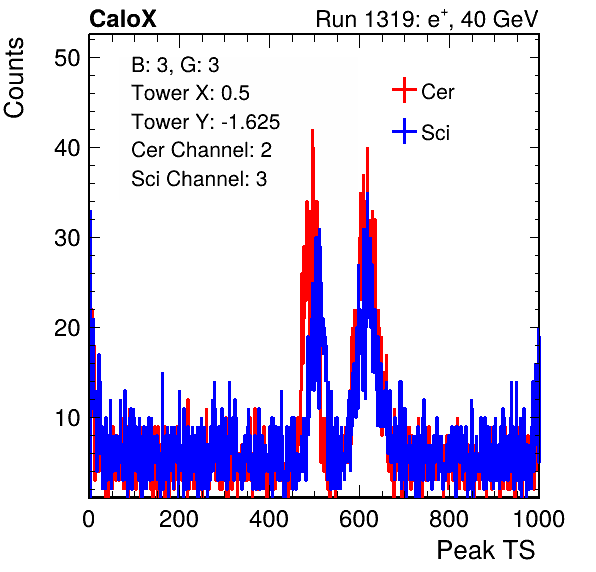 CaloX Run 1319: e⁺, 40 GeV
B: 3, G: 3
Tower X: 0.5
Tower Y: -1.625
Cer Channel: 2
Sci Channel: 3
Cer
Sci
Counts
50
40
30
20
10
0 200 400 600 800 1000
Peak TS